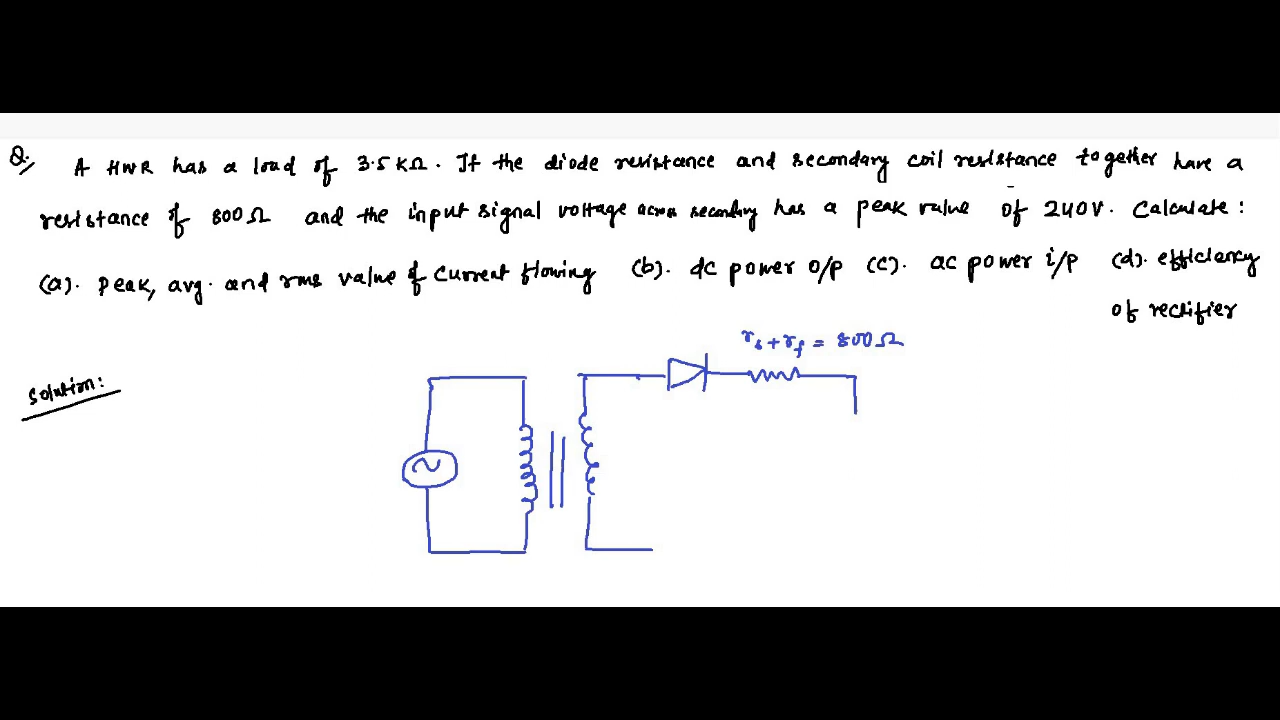 Q. A HWR has a load of 3.5 KΩ. If the diode resistance and secondary coil resistance together have a
resistance of 800Ω and the input signal voltage across secondary has a peak value of 240V. Calculate:
(a). peak, avg. and rms value of current flowing (b). dc power o/p (c). ac power i/p (d). efficiency
of rectifier
rs + rf = 800Ω
Solution: